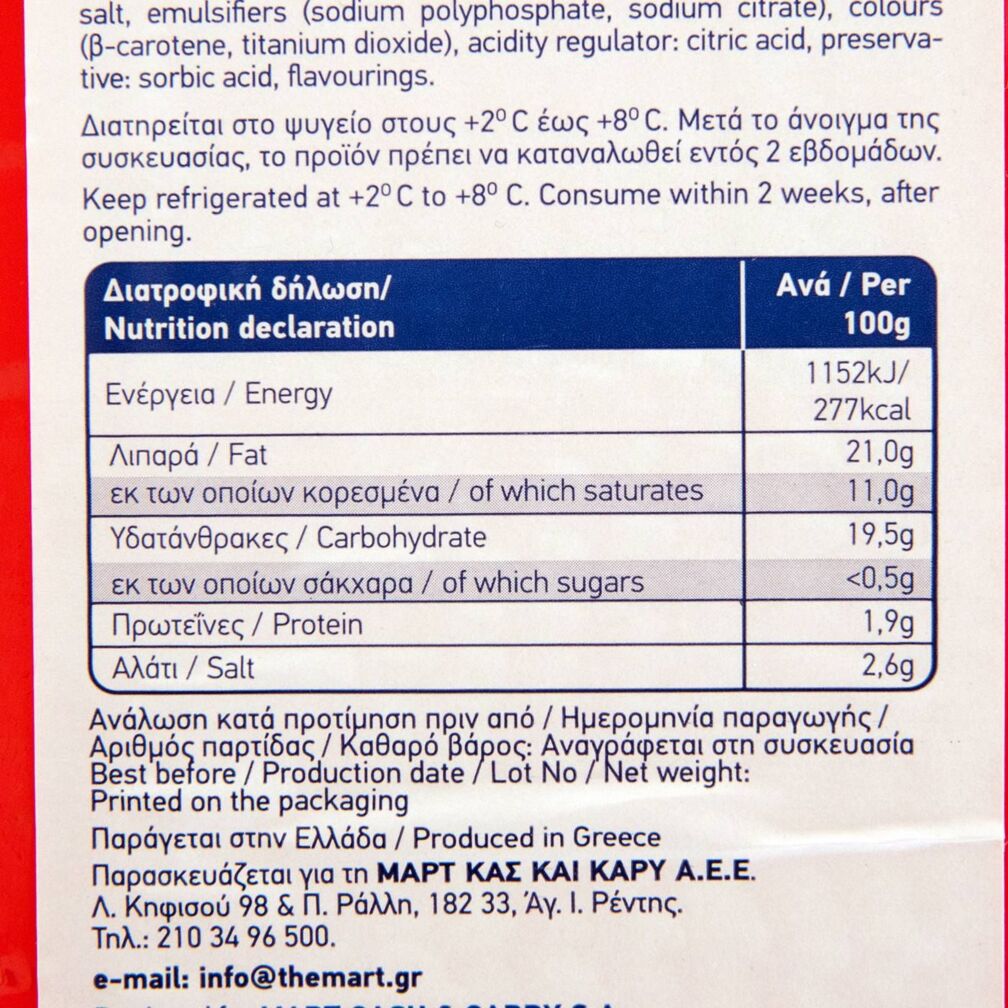 salt, emulsifiers (sodium polyphosphate, sodium citrate), colours
(β-carotene, titanium dioxide), acidity regulator: citric acid, preserva-
tive: sorbic acid, flavourings.
Διατηρείται στο ψυγείο στους +2º C έως +8º C. Μετά το άνοιγμα της
συσκευασίας, το προϊόν πρέπει να καταναλωθεί εντός 2 εβδομάδων.
Keep refrigerated at +2º C to +8º C. Consume within 2 weeks, after
opening.
Διατροφική δήλωση/
Nutrition declaration
Ανά / Per
100g
Ενέργεια / Energy
1152kJ/
277kcal
Λιπαρά / Fat 21,0g
εκ των οποίων κορεσμένα / of which saturates 11,0g
Υδατάνθρακες / Carbohydrate 19,5g
εκ των οποίων σάκχαρα / of which sugars <0,5g
Πρωτεΐνες / Protein 1,9g
Αλάτι / Salt 2,6g
Ανάλωση κατά προτίμηση πριν από / Ημερομηνία παραγωγής /
Αριθμός παρτίδας / Καθαρό βάρος: Αναγράφεται στη συσκευασία
Best before / Production date / Lot No / Net weight:
Printed on the packaging
Παράγεται στην Ελλάδα / Produced in Greece
Παρασκευάζεται για τη ΜΑΡΤ ΚΑΣ ΚΑΙ ΚΑΡΥ Α.Ε.Ε.
Λ. Κηφισού 98 & Π. Ράλλη, 182 33, Άγ. Ι. Ρέντης.
Τηλ.: 210 34 96 500.
e-mail: info@themart.gr